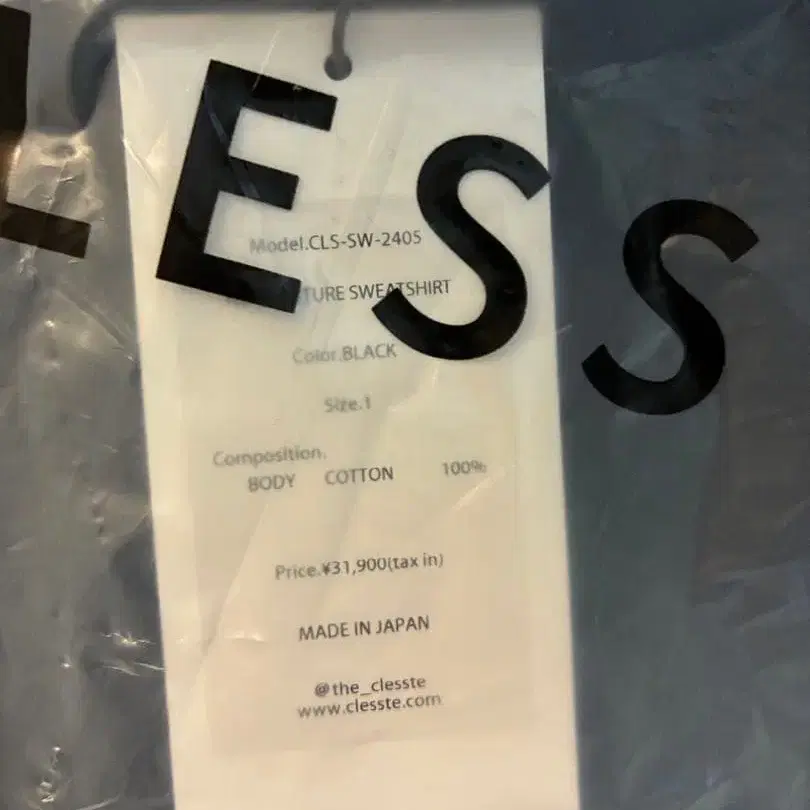 LESS
Model.CLS-SW-2405
TURE SWEATSHIRT
Color.BLACK
Size.1
Composition.
BODY COTTON 100%
Price.¥31,900(tax in)
MADE IN JAPAN
@the_clesste
www.clesste.com